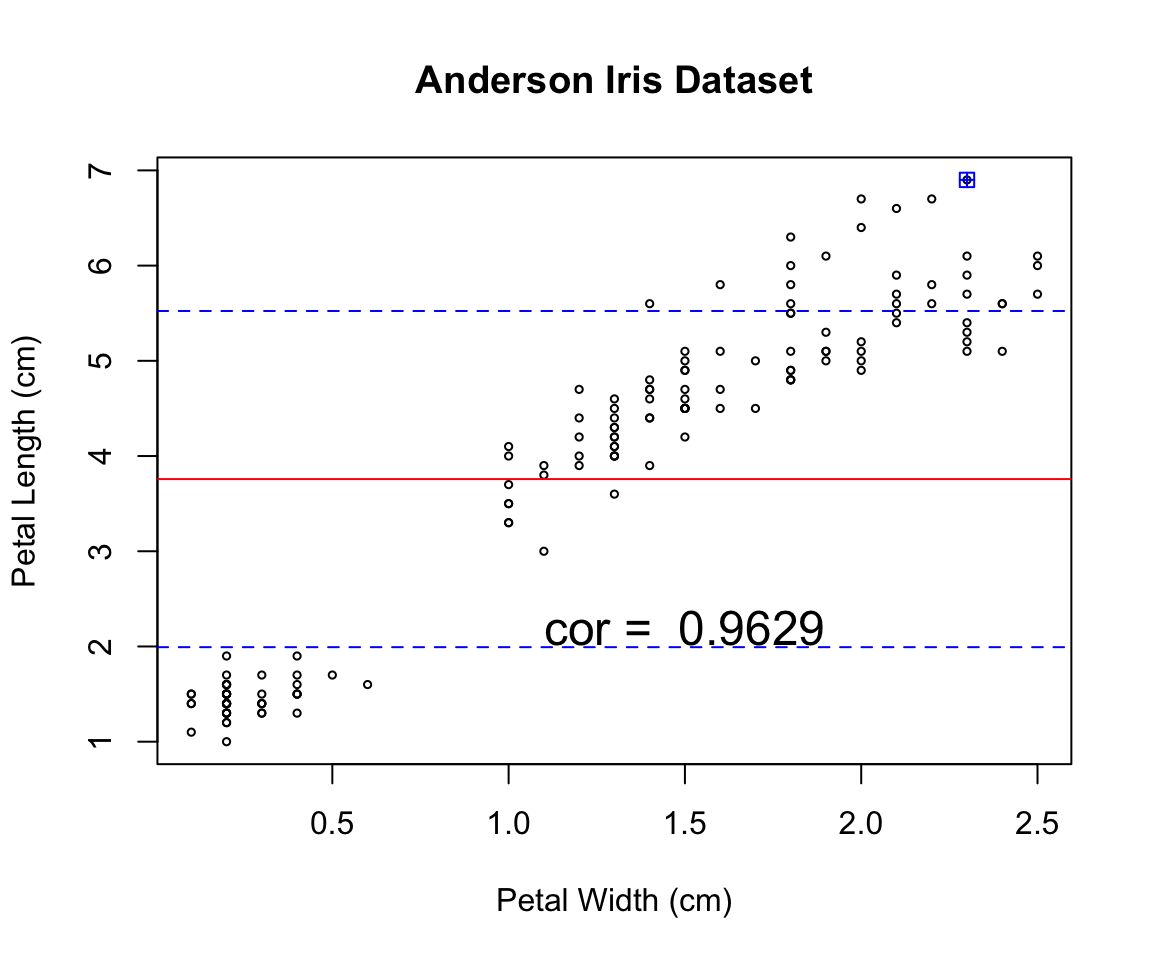 Anderson Iris Dataset
Petal Length (cm)
7
6
5
4
3
2
1
cor =  0.9629
0.5 1.0 1.5 2.0 2.5
Petal Width (cm)